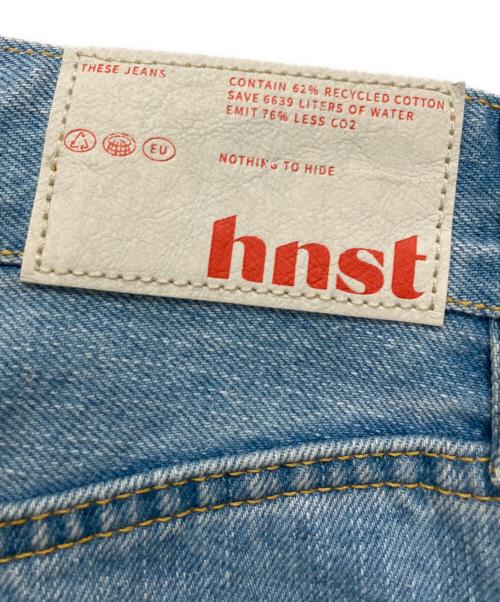 THESE JEANS
CONTAIN 62% RECYCLED COTTON
SAVE 6639 LITERS OF WATER
EMIT 76% LESS CO2
EU
NOTHING TO HIDE
hnst